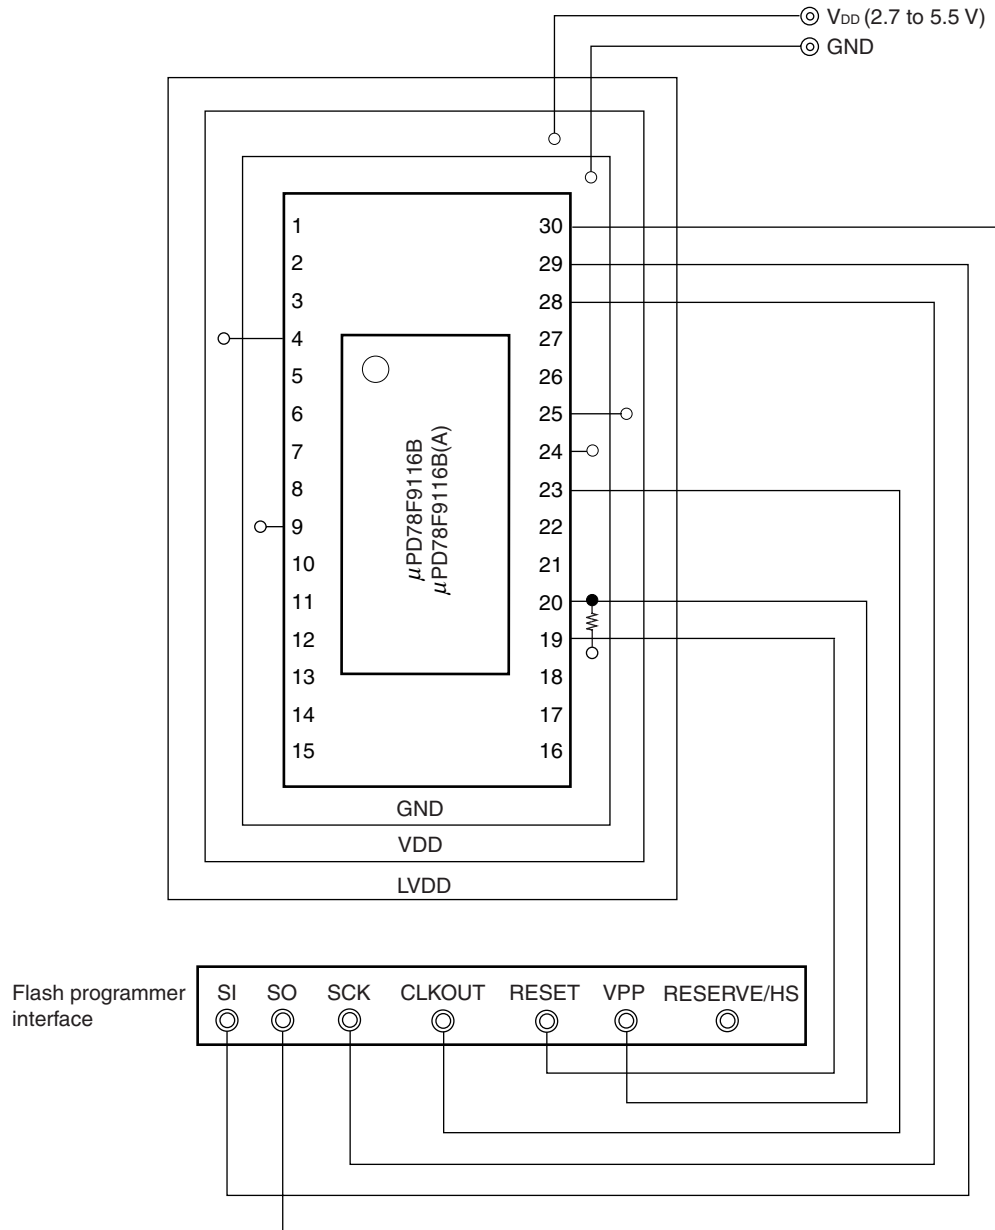 VDD (2.7 to 5.5 V)
GND
1 30
2 29
3 28
4 27
5 26
6 25
7 24
8 23
9 22
10 21
11 20
12 19
13 18
14 17
15 16
μPD78F9116B
μPD78F9116B(A)
GND
VDD
LVDD
Flash programmer
interface
SI SO SCK CLKOUT RESET VPP RESERVE/HS